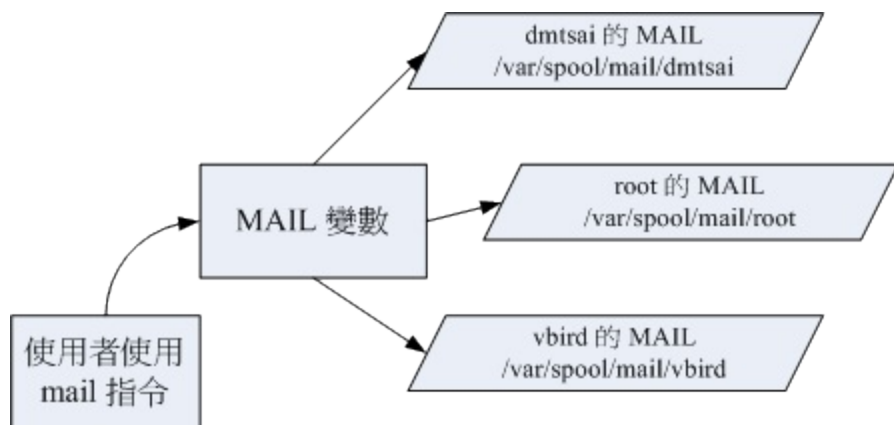 dmtsai 的 MAIL
/var/spool/mail/dmtsai
MAIL 變數
root 的 MAIL
/var/spool/mail/root
使用者使用
mail 指令
vbird 的 MAIL
/var/spool/mail/vbird